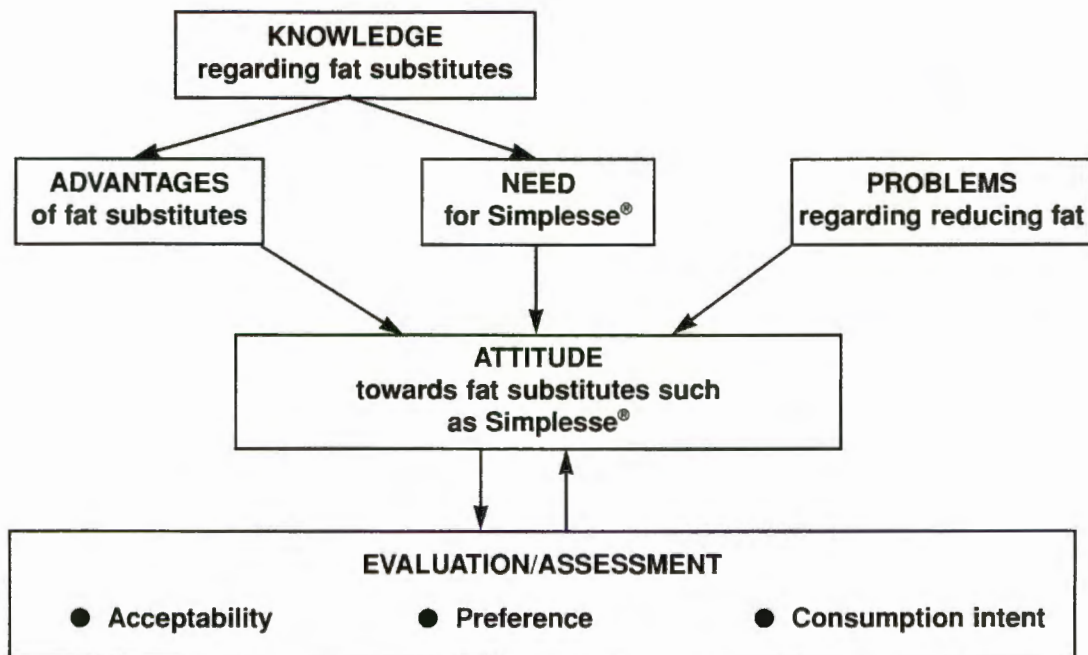 KNOWLEDGE
regarding fat substitutes
ADVANTAGES
of fat substitutes
NEED
for Simplesse®
PROBLEMS
regarding reducing fat
ATTITUDE
towards fat substitutes such
as Simplesse®
EVALUATION/ASSESSMENT
● Acceptability ● Preference ● Consumption intent